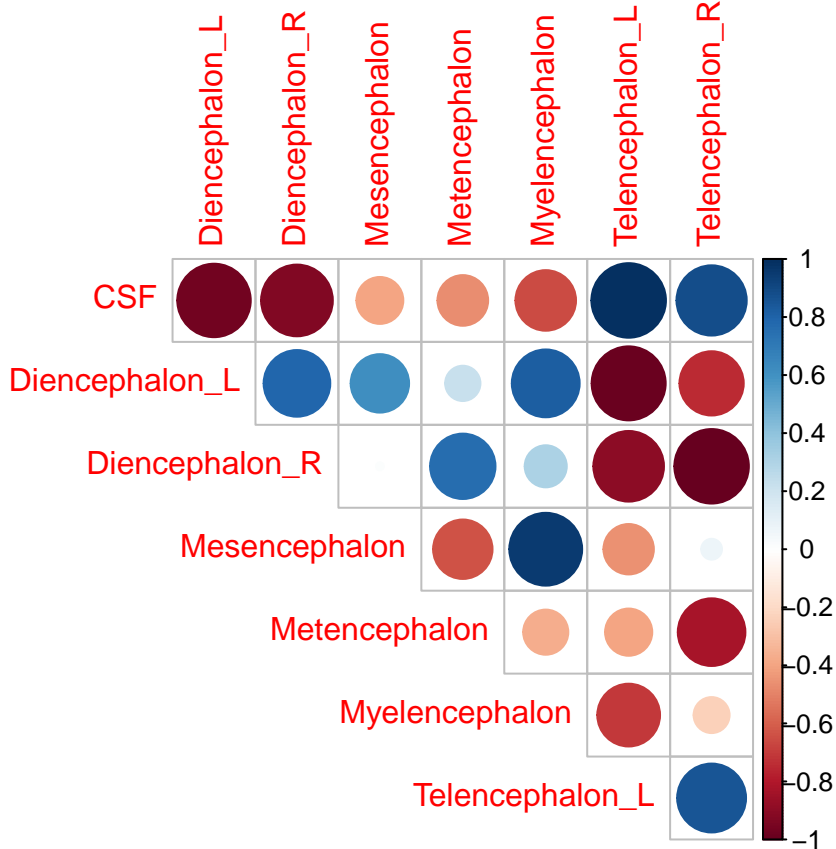 Diencephalon_L
Diencephalon_R
Mesencephalon
Metencephalon
Myelencephalon
Telencephalon_L
Telencephalon_R
CSF
Diencephalon_L
Diencephalon_R
Mesencephalon
Metencephalon
Myelencephalon
Telencephalon_L
1
0.8
0.6
0.4
0.2
0
−0.2
−0.4
−0.6
−0.8
−1